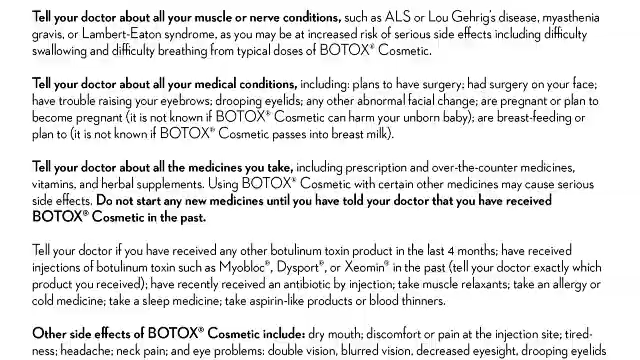 Tell your doctor about all your muscle or nerve conditions, such as ALS or Lou Gehrig's disease, myasthenia
gravis, or Lambert-Eaton syndrome, as you may be at increased risk of serious side effects including difficulty
swallowing and difficulty breathing from typical doses of BOTOX® Cosmetic.
Tell your doctor about all your medical conditions, including: plans to have surgery; had surgery on your face;
have trouble raising your eyebrows; drooping eyelids; any other abnormal facial change; are pregnant or plan to
become pregnant (it is not known if BOTOX® Cosmetic can harm your unborn baby); are breast-feeding or
plan to (it is not known if BOTOX® Cosmetic passes into breast milk).
Tell your doctor about all the medicines you take, including prescription and over-the-counter medicines,
vitamins, and herbal supplements. Using BOTOX® Cosmetic with certain other medicines may cause serious
side effects. Do not start any new medicines until you have told your doctor that you have received
BOTOX® Cosmetic in the past.
Tell your doctor if you have received any other botulinum toxin product in the last 4 months; have received
injections of botulinum toxin such as Myobloc®, Dysport®, or Xeomin® in the past (tell your doctor exactly which
product you received); have recently received an antibiotic by injection; take muscle relaxants; take an allergy or
cold medicine; take a sleep medicine; take aspirin-like products or blood thinners.
Other side effects of BOTOX® Cosmetic include: dry mouth; discomfort or pain at the injection site; tired-
ness; headache; neck pain; and eye problems: double vision, blurred vision, decreased eyesight, drooping eyelids